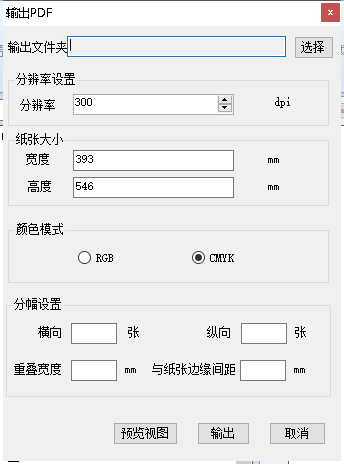 输出PDF
输出文件夹 选择
分辨率设置
分辨率 300 dpi
纸张大小
宽度 393 mm
高度 546 mm
颜色模式
RGB CMYK
分幅设置
横向 张 纵向 张
重叠宽度 mm 与纸张边缘间距 mm
预览视图 输出 取消